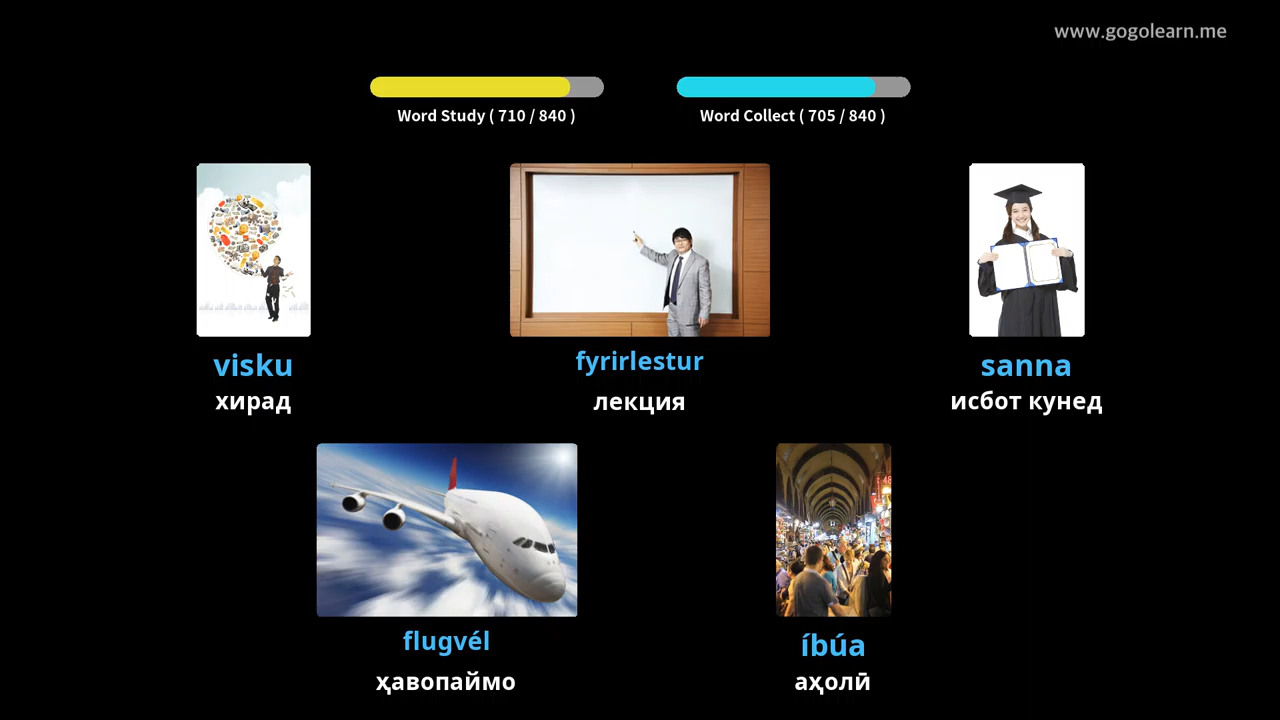 www.gogolearn.me
Word Study ( 710 / 840 )
Word Collect ( 705 / 840 )
visku
хирад
fyrirlestur
лекция
sanna
исбот кунед
flugvél
ҳавопаймо
íbúa
аҳолӣ